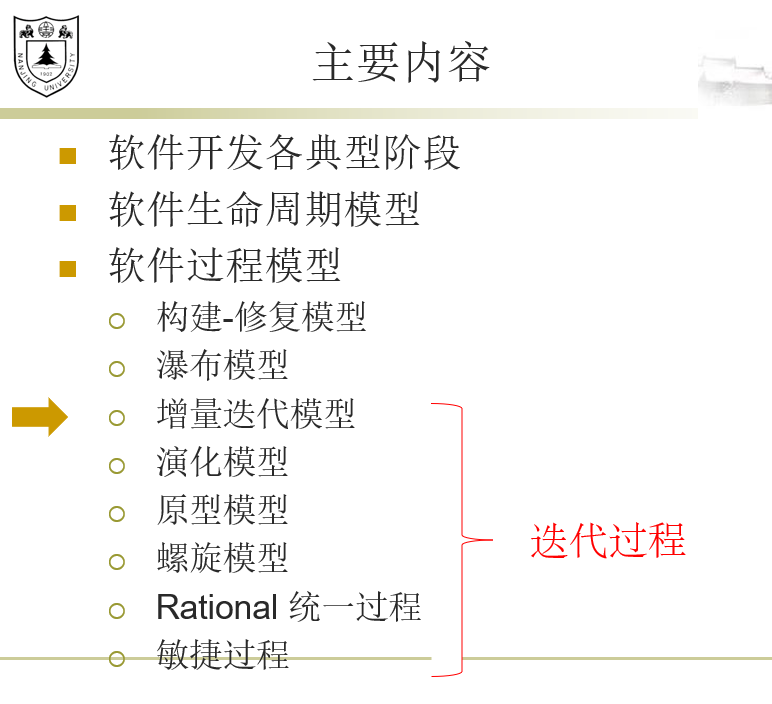 NANJING UNIVERSITY
1902
主要内容
软件开发各典型阶段
软件生命周期模型
软件过程模型
构建-修复模型
瀑布模型
增量迭代模型
演化模型
原型模型
螺旋模型
Rational 统一过程
敏捷过程
迭代过程